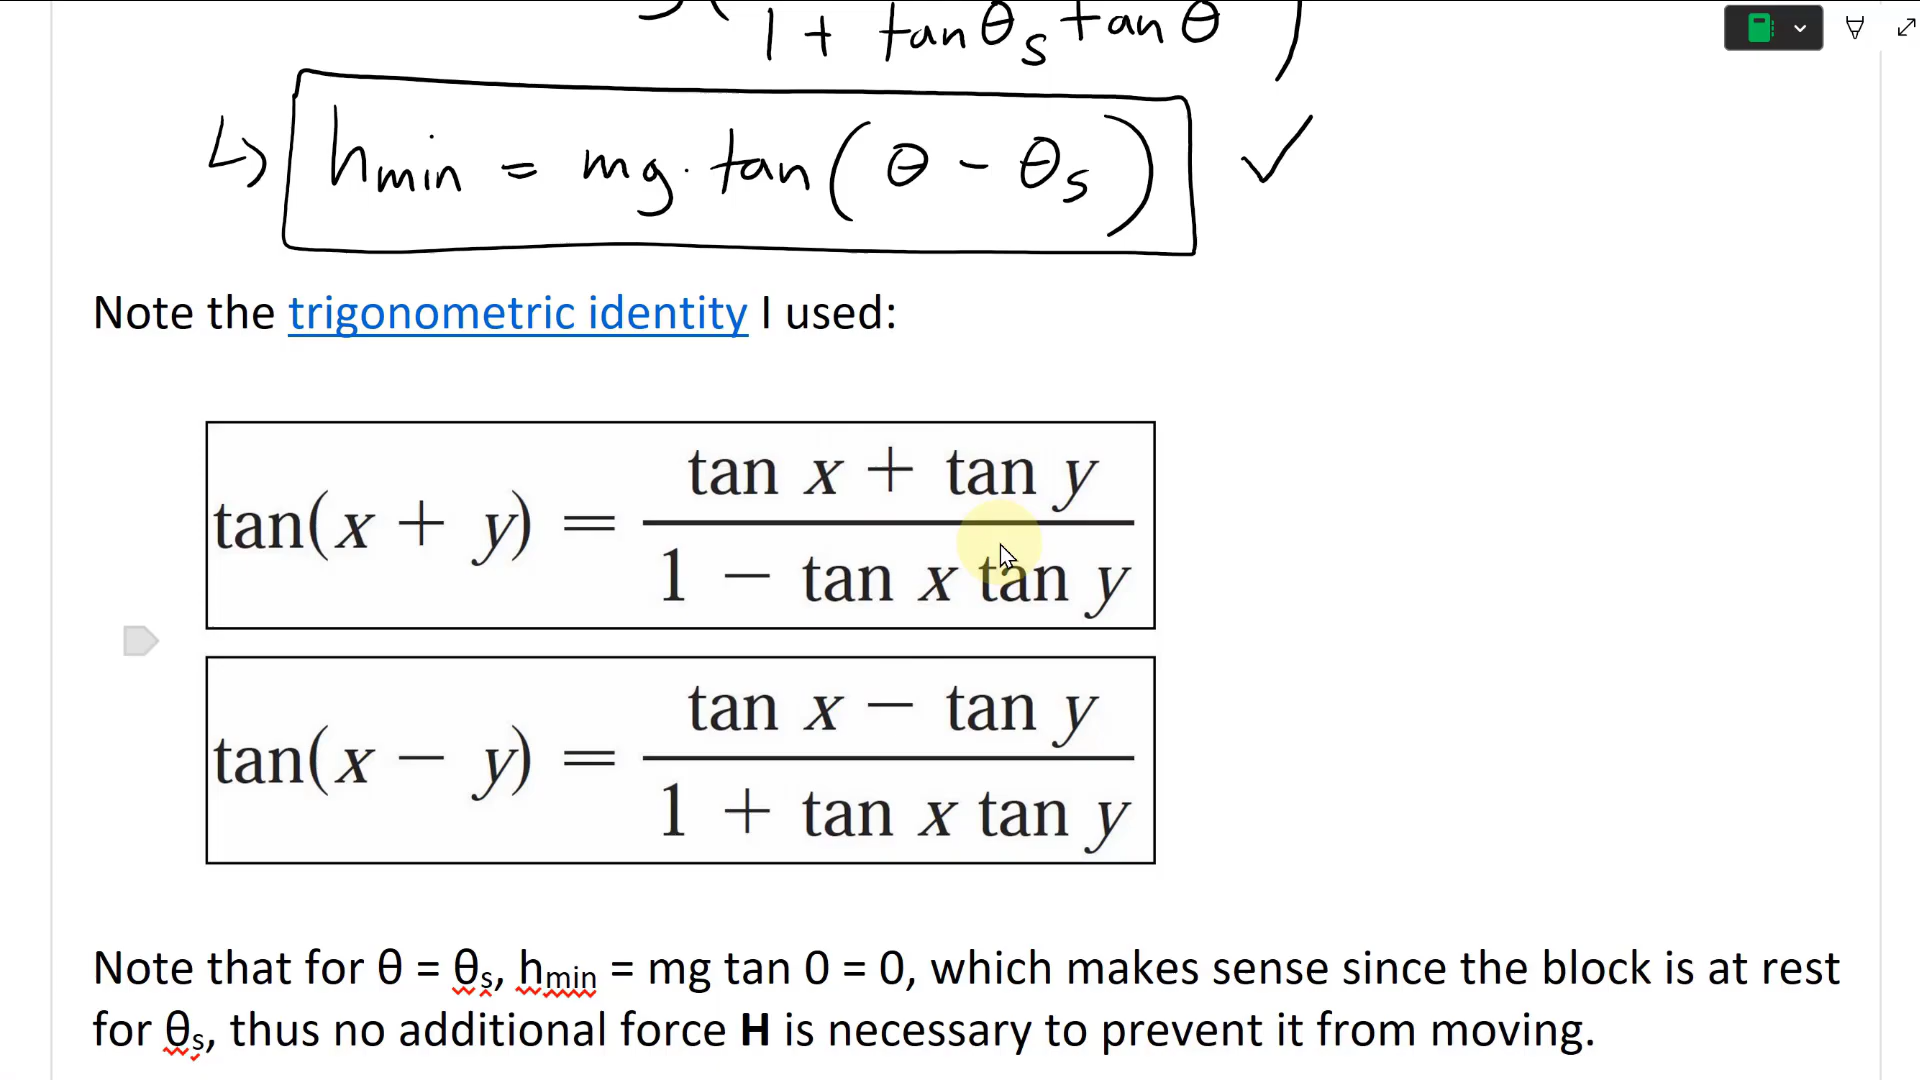 1 + tanθₛ tanθ )
↳ hmin = mg · tan(θ - θₛ) ✓
Note the trigonometric identity I used:
tan(x + y) = (tan x + tan y) / (1 − tan x tan y)
tan(x − y) = (tan x − tan y) / (1 + tan x tan y)
Note that for θ = θₛ, hmin = mg tan 0 = 0, which makes sense since the block is at rest
for θₛ, thus no additional force H is necessary to prevent it from moving.